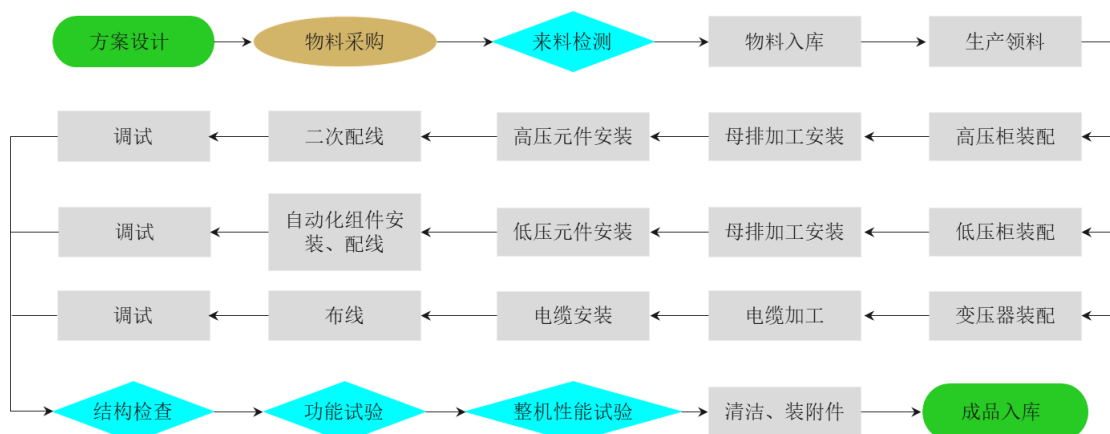 方案设计
物料采购
来料检测
物料入库
生产领料
调试
二次配线
高压元件安装
母排加工安装
高压柜装配
调试
自动化组件安
装、配线
低压元件安装
母排加工安装
低压柜装配
调试
布线
电缆安装
电缆加工
变压器装配
结构检查
功能试验
整机性能试验
清洁、装附件
成品入库